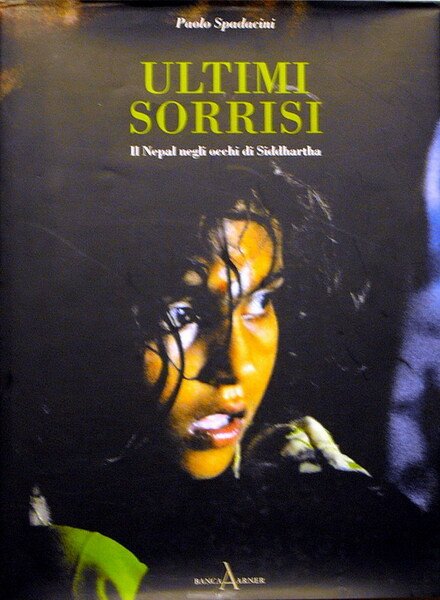 Paolo Spadacini
ULTIMI
SORRISI
Il Nepal negli occhi di Siddhartha
BANCA ARNER